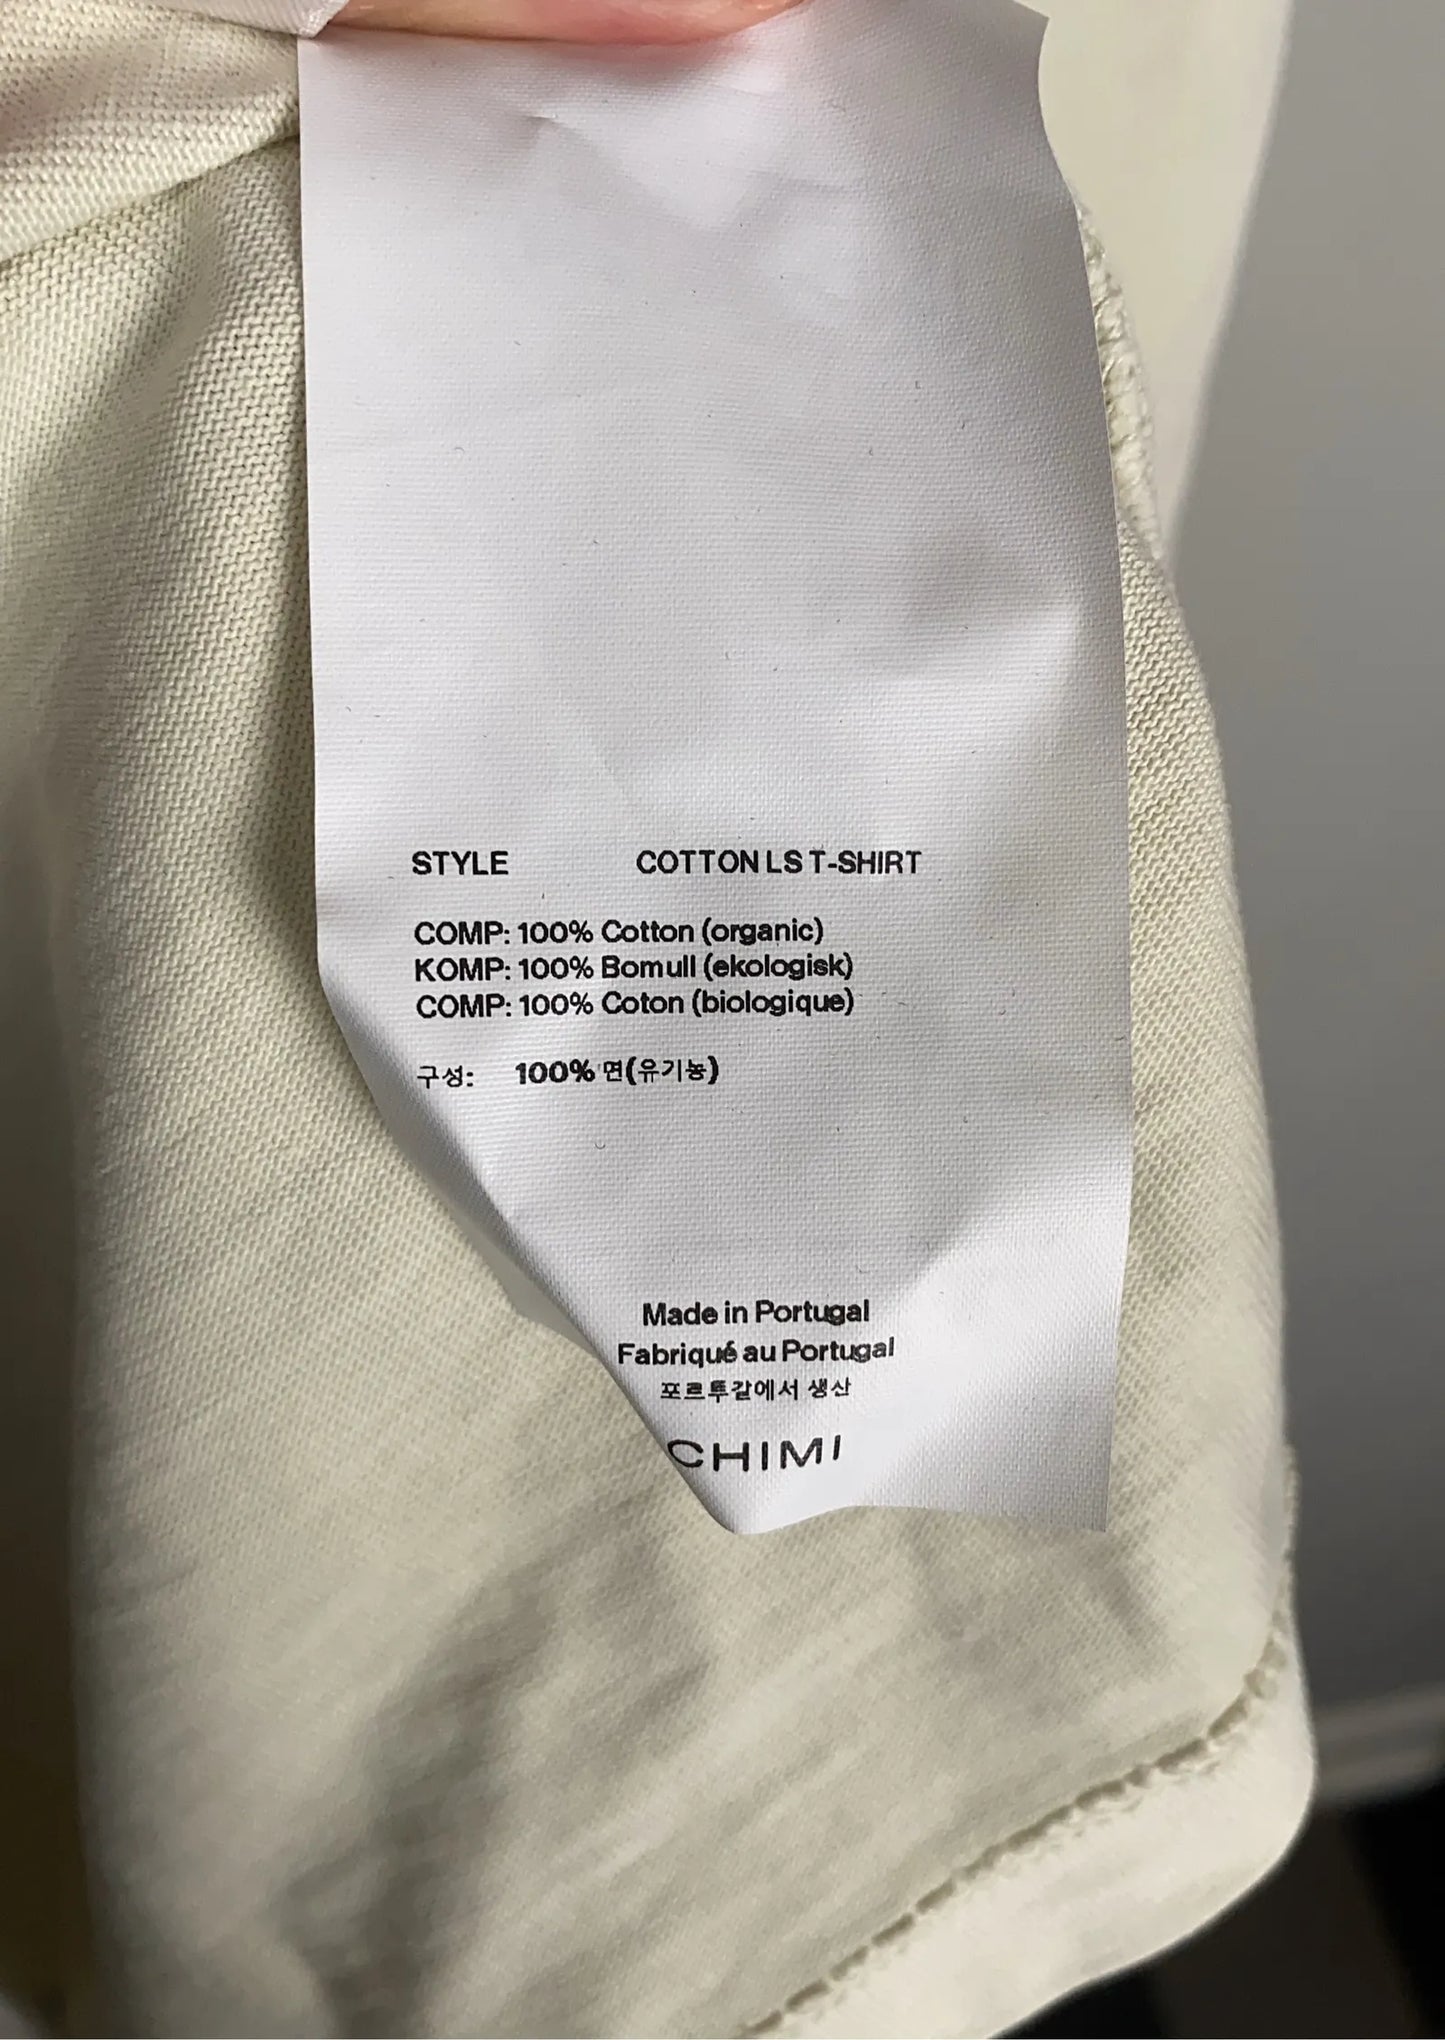 STYLE COTTON LS T-SHIRT
COMP: 100% Cotton (organic)
KOMP: 100% Bomull (ekologisk)
COMP: 100% Coton (biologique)
구성: 100% 면(유기농)
Made in Portugal
Fabriqué au Portugal
포르투갈에서 생산
CHIMI